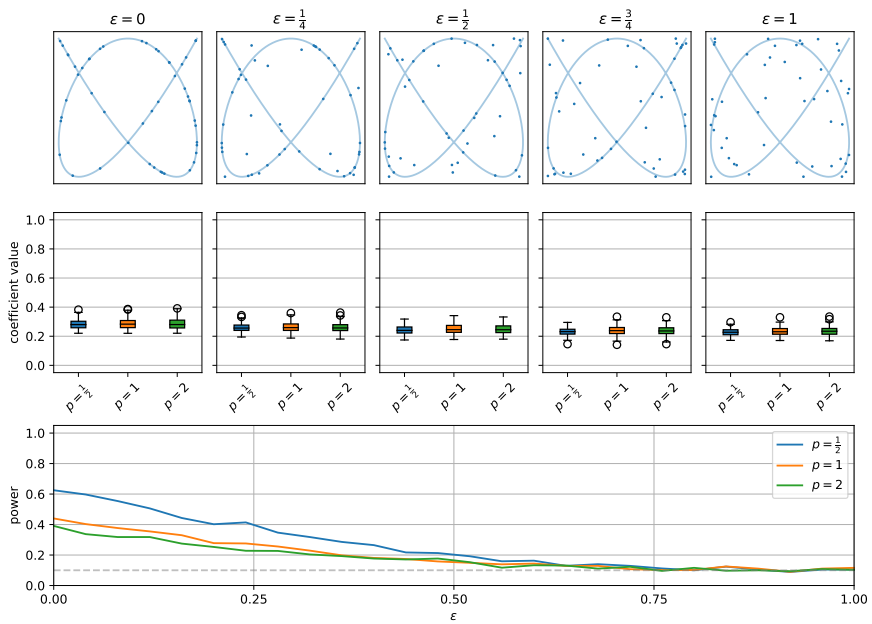 ε = 0 ε = 1/4 ε = 1/2 ε = 3/4 ε = 1
coefficient value
1.0
0.8
0.6
0.4
0.2
0.0
p = 1/2 p = 1 p = 2 p = 1/2 p = 1 p = 2 p = 1/2 p = 1 p = 2 p = 1/2 p = 1 p = 2 p = 1/2 p = 1 p = 2
power
1.0
0.8
0.6
0.4
0.2
0.0
p = 1/2
p = 1
p = 2
0.00 0.25 0.50 0.75 1.00
ε